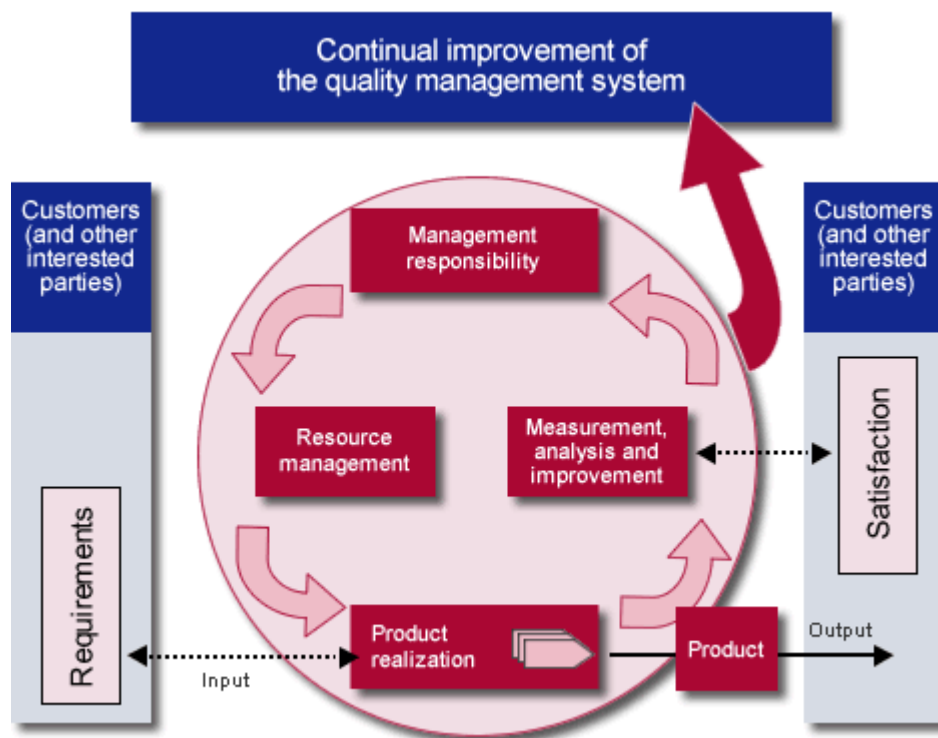 Continual improvement of
the quality management system
Customers
(and other
interested
parties)
Customers
(and other
interested
parties)
Management
responsibility
Resource
management
Measurement,
analysis and
improvement
Satisfaction
Requirements
Product
realization
Product
Input
Output